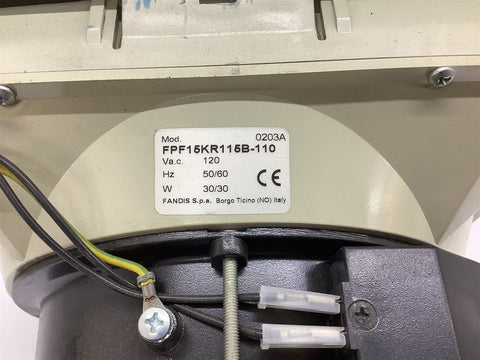 Mod. 0203A
FPF15KR115B-110
Va.c. 120
Hz 50/60
W 30/30
CE
FANDIS S.p.a. Borgo Ticino (NO) Italy